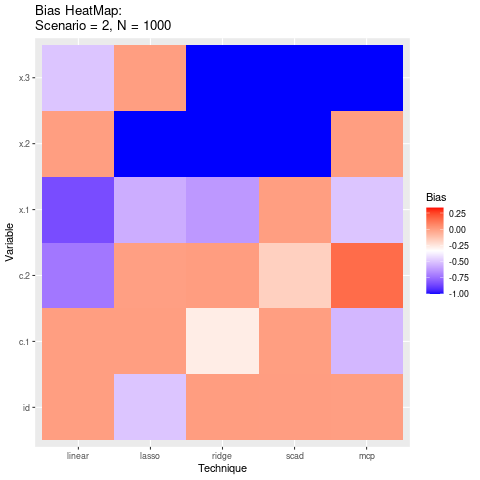 Bias HeatMap:
Scenario = 2, N = 1000
x.3
x.2
x.1
c.2
c.1
id
Variable
linear lasso ridge scad mcp
Technique
Bias
0.25
0.00
-0.25
-0.50
-0.75
-1.00